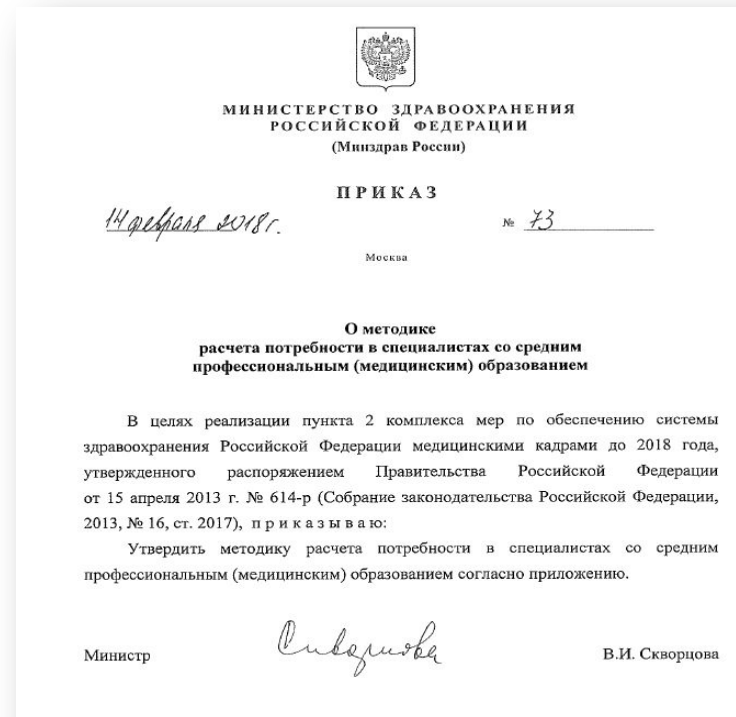 МИНИСТЕРСТВО ЗДРАВООХРАНЕНИЯ
РОССИЙСКОЙ ФЕДЕРАЦИИ
(Минздрав России)
ПРИКАЗ
14 февраля 2018г.
№ 73
Москва
О методике
расчета потребности в специалистах со средним
профессиональным (медицинским) образованием
В целях реализации пункта 2 комплекса мер по обеспечению системы
здравоохранения Российской Федерации медицинскими кадрами до 2018 года,
утвержденного распоряжением Правительства Российской Федерации
от 15 апреля 2013 г. № 614-р (Собрание законодательства Российской Федерации,
2013, № 16, ст. 2017), п р и к а з ы в а ю:
Утвердить методику расчета потребности в специалистах со средним
профессиональным (медицинским) образованием согласно приложению.
Министр
В.И. Скворцова